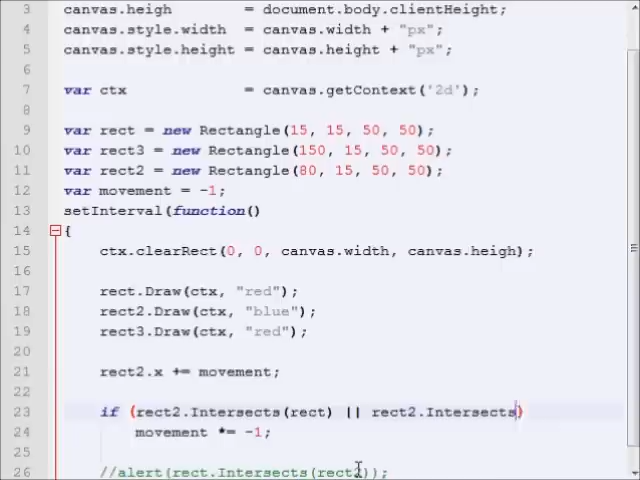 3 canvas.heigh = document.body.clientHeight;
4 canvas.style.width = canvas.width + "px";
5 canvas.style.height = canvas.height + "px";
6
7 var ctx = canvas.getContext('2d');
8
9 var rect = new Rectangle(15, 15, 50, 50);
10 var rect3 = new Rectangle(150, 15, 50, 50);
11 var rect2 = new Rectangle(80, 15, 50, 50);
12 var movement = -1;
13 setInterval(function()
14 {
15 ctx.clearRect(0, 0, canvas.width, canvas.heigh);
16
17 rect.Draw(ctx, "red");
18 rect2.Draw(ctx, "blue");
19 rect3.Draw(ctx, "red");
20
21 rect2.x += movement;
22
23 if (rect2.Intersects(rect) || rect2.Intersects)
24 movement *= -1;
25
26 //alert(rect.Intersects(rect2));